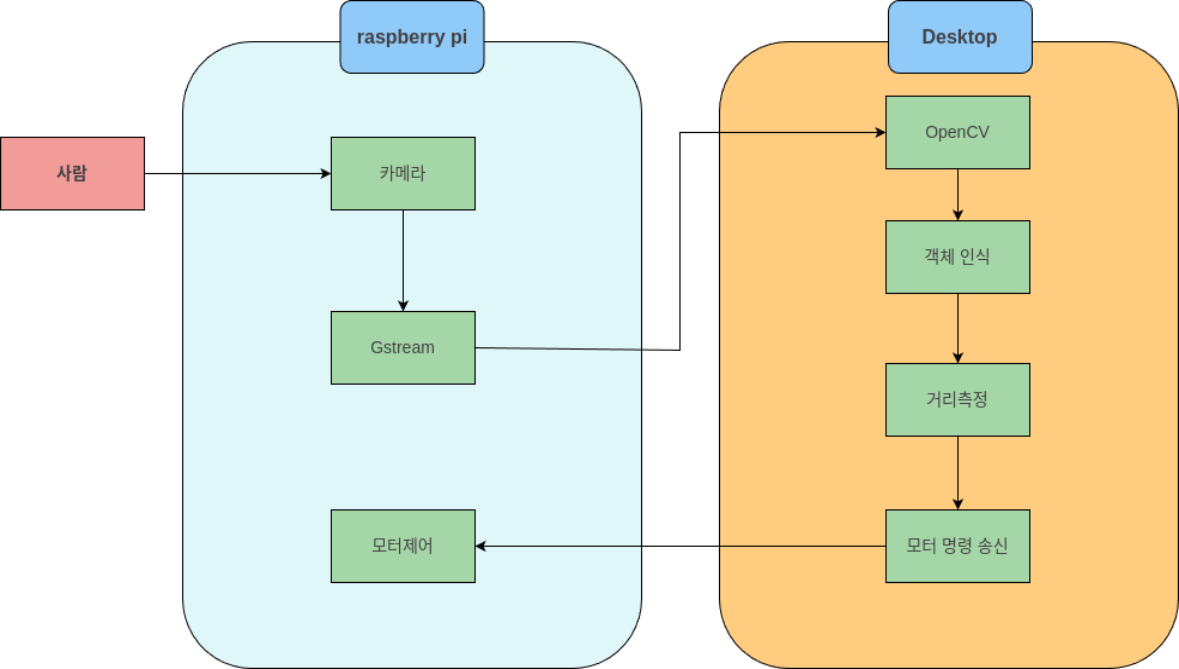 raspberry pi
Desktop
사람
카메라
Gstream
모터제어
OpenCV
객체 인식
거리측정
모터 명령 송신